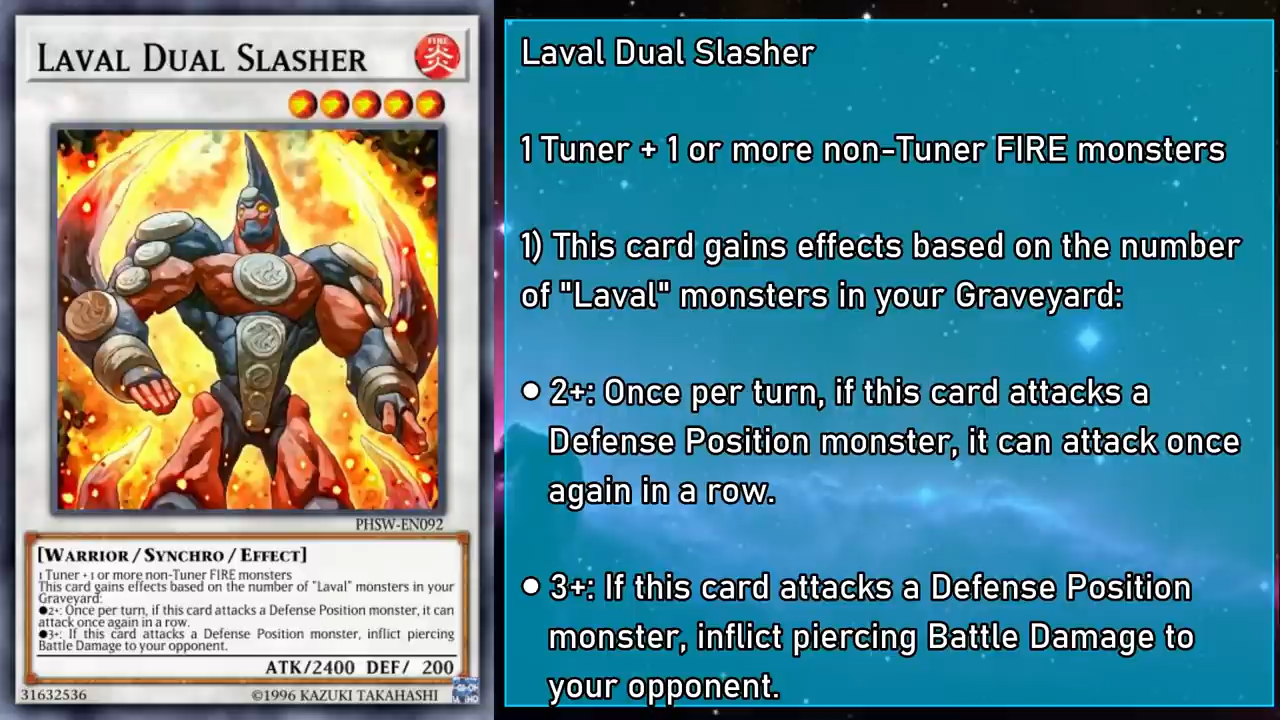 LAVAL DUAL SLASHER
FIRE
炎
PHSW-EN092
[WARRIOR / SYNCHRO / EFFECT]
1 Tuner + 1 or more non-Tuner FIRE monsters
This card gains effects based on the number of "Laval" monsters in your
Graveyard:
●2+: Once per turn, if this card attacks a Defense Position monster, it can
attack once again in a row.
●3+: If this card attacks a Defense Position monster, inflict piercing
Battle Damage to your opponent.
ATK/2400 DEF/ 200
31632536
©1996 KAZUKI TAKAHASHI
Laval Dual Slasher
1 Tuner + 1 or more non-Tuner FIRE monsters
1) This card gains effects based on the number
of "Laval" monsters in your Graveyard:
● 2+: Once per turn, if this card attacks a
Defense Position monster, it can attack once
again in a row.
● 3+: If this card attacks a Defense Position
monster, inflict piercing Battle Damage to
your opponent.